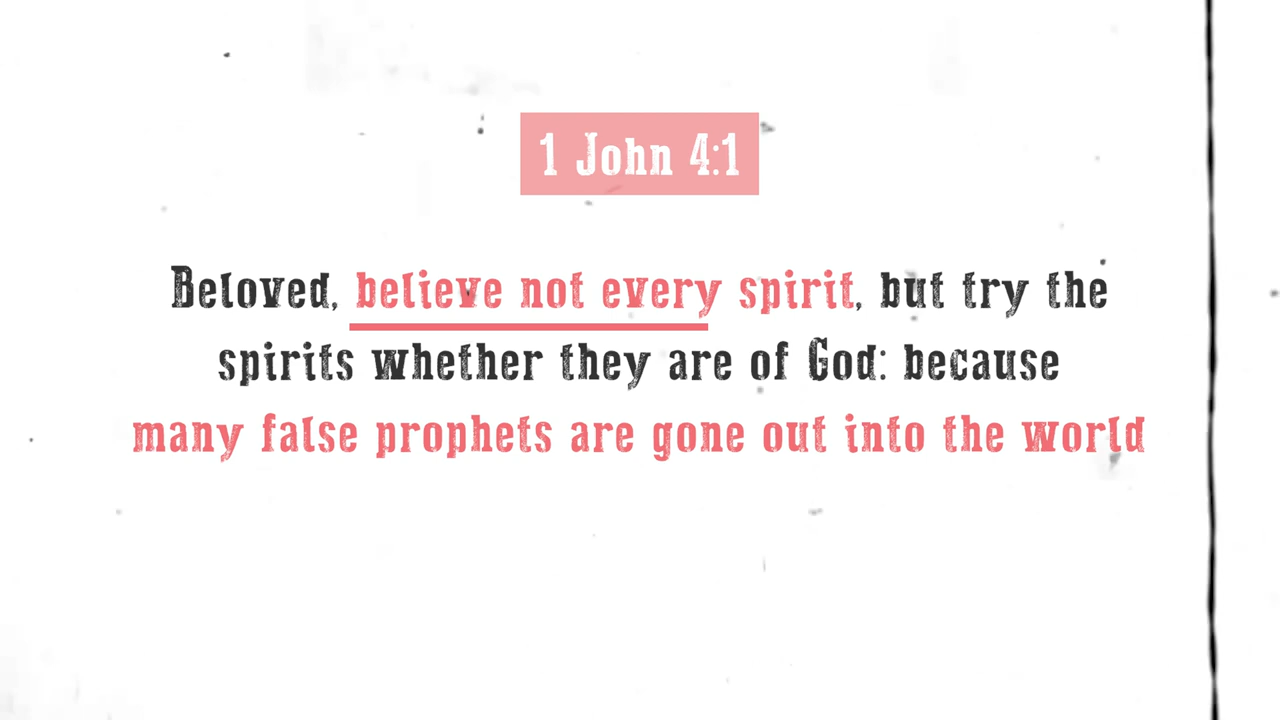 1 John 4:1
Beloved, believe not every spirit, but try the
spirits whether they are of God: because
many false prophets are gone out into the world